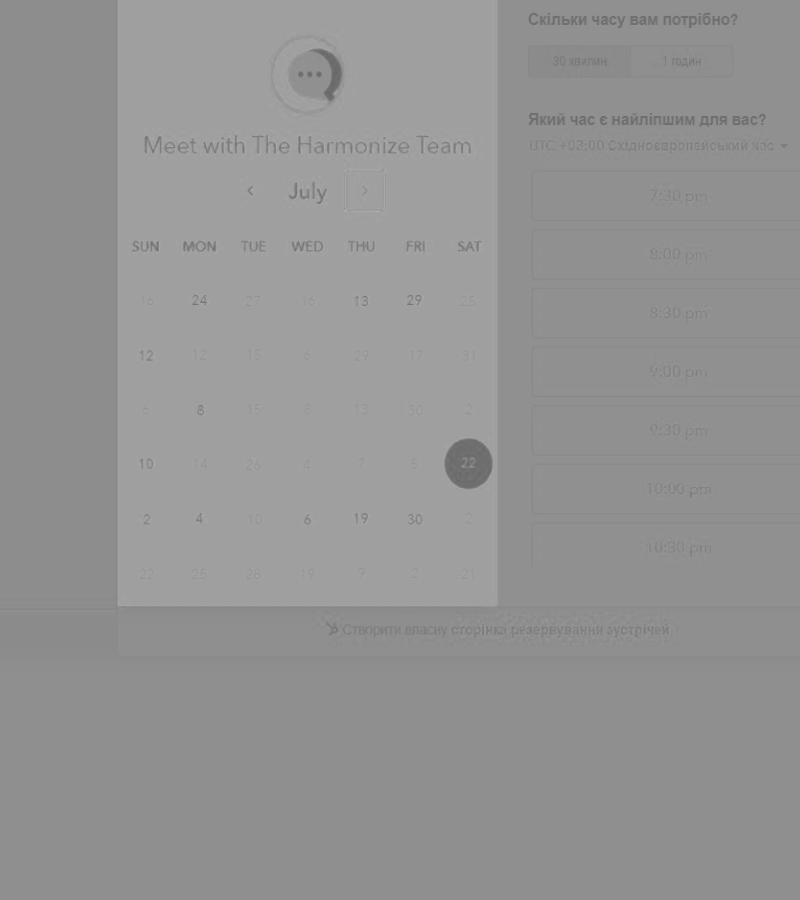 Meet with The Harmonize Team
July
SUN MON TUE WED THU FRI SAT
16 24 27 16 13 29 25
12 12 15 6 29 17 31
6 8 15 8 13 30 2
10 14 26 4 7 5 22
2 4 10 6 19 30 2
22 25 28 19 9 2 21
Скільки часу вам потрібно?
30 хвилин 1 годин
Який час є найліпшим для вас?
UTC +03:00 Східноєвропейський час
7:30 pm
8:00 pm
8:30 pm
9:00 pm
9:30 pm
10:00 pm
10:30 pm
Створити власну сторінка резервування зустрічей